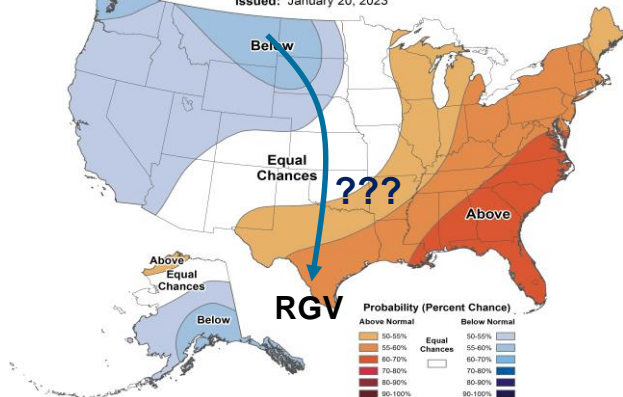 Issued: January 20, 2023
Below
Equal
Chances
???
Above
Above
Equal
Chances
Below
RGV
Probability (Percent Chance)
Above Normal
Below Normal
50-55%
55-60%
60-70%
70-80%
80-90%
90-100%
Equal
Chances
50-55%
55-60%
60-70%
70-80%
80-90%
90-100%